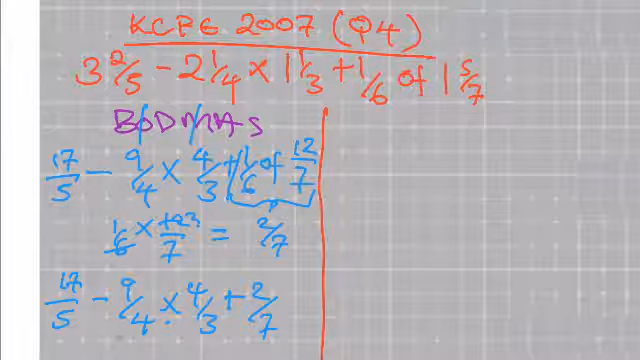 KCPE 2007 (Q4)
3 2/5 - 2 1/4 × 1 1/3 + 1/6 of 1 5/7
BODMAS
17/5 - 9/4 × 4/3 + 1/6 of 12/7
1/6 × 12 2/7 = 2/7
17/5 - 9/4 × 4/3 + 2/7